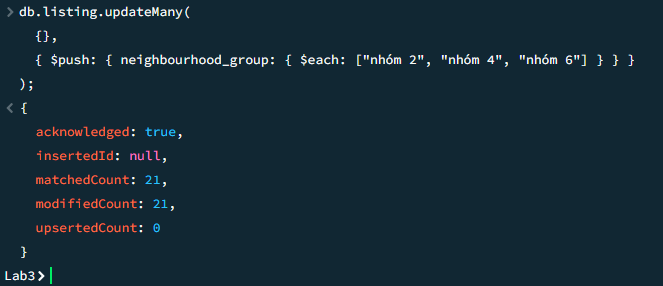 > db.listing.updateMany(
{},
{ $push: { neighbourhood_group: { $each: ["nhóm 2", "nhóm 4", "nhóm 6"] } } }
);
< {
acknowledged: true,
insertedId: null,
matchedCount: 21,
modifiedCount: 21,
upsertedCount: 0
}
Lab3>